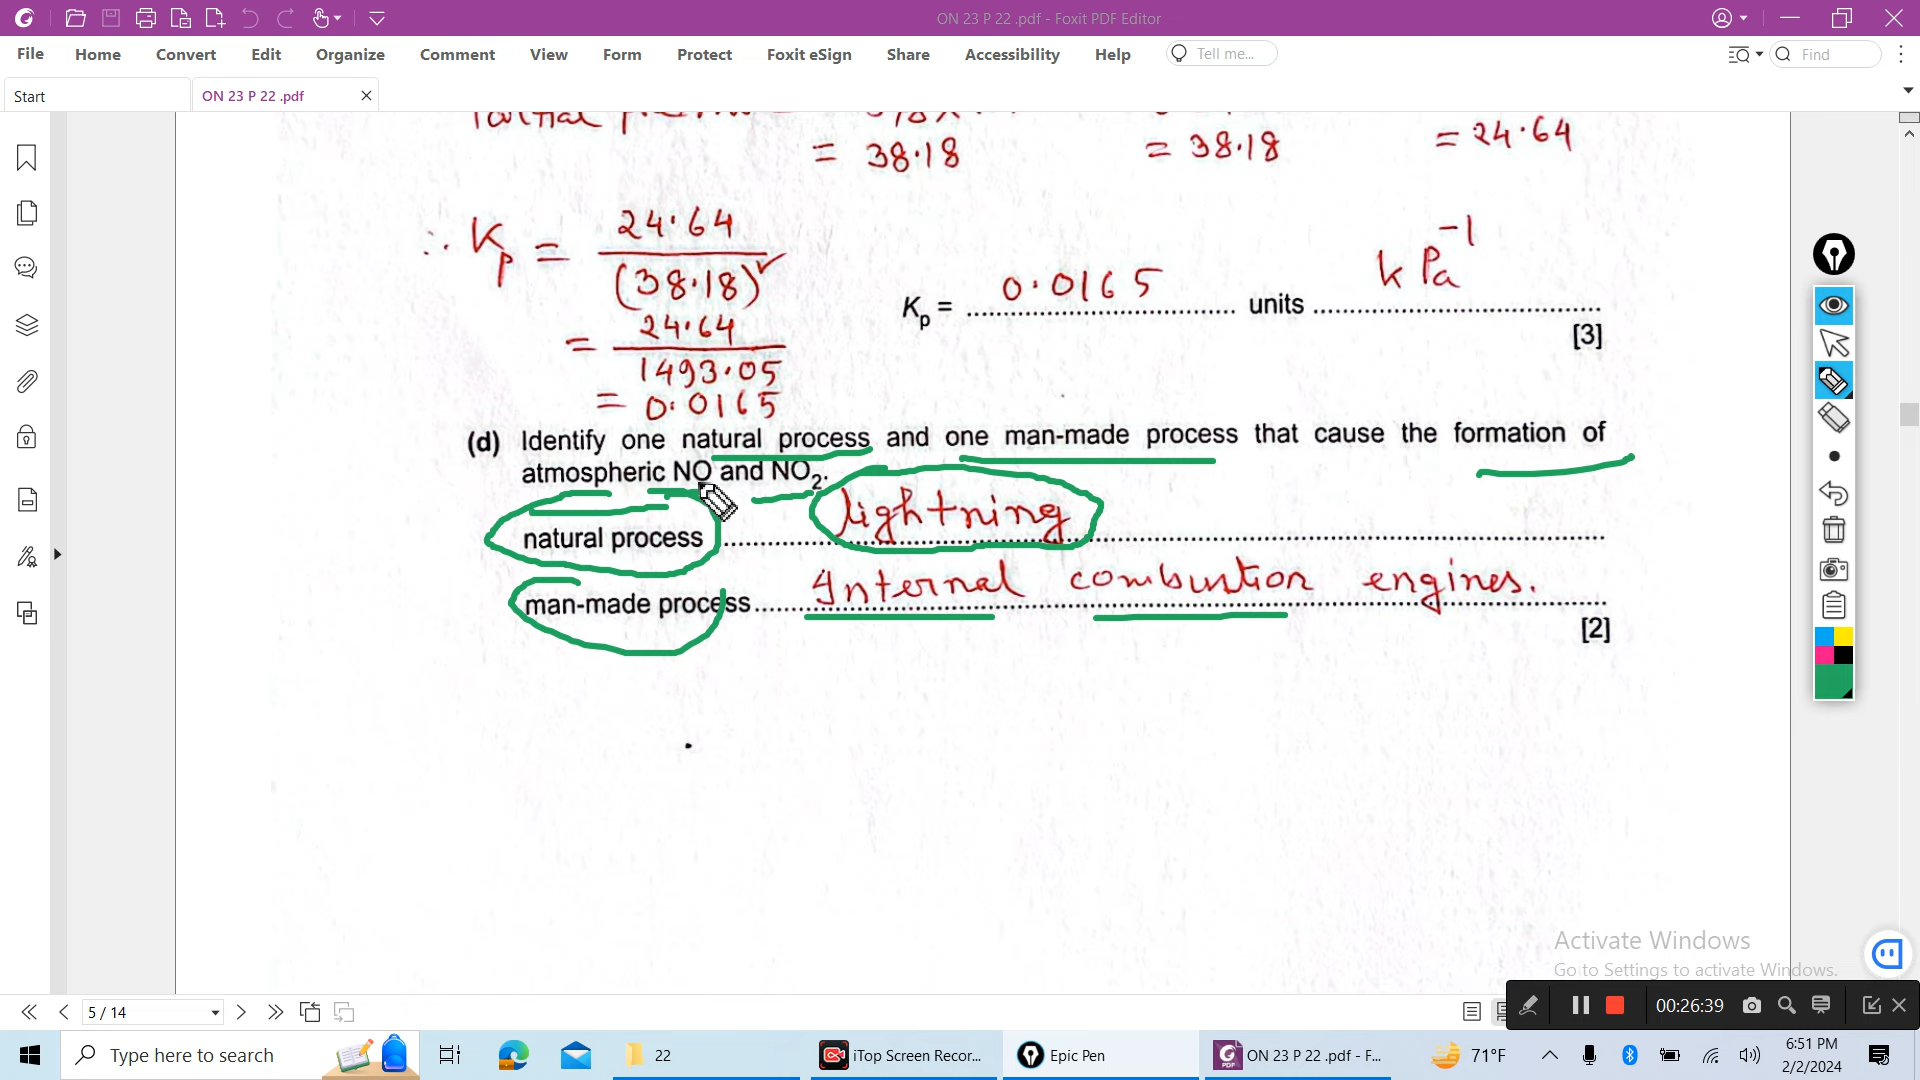 ON 23 P 22 .pdf - Foxit PDF Editor
File Home Convert Edit Organize Comment View Form Protect Foxit eSign Share Accessibility Help Tell me... Find
Start ON 23 P 22 .pdf
= 38.18 = 38.18 = 24.64
∴ Kp = 24.64 / (38.18)
Kp = 0.0165 units kPa⁻¹
[3]
= 24.64 / 1493.05
= 0.0165
(d) Identify one natural process and one man-made process that cause the formation of
atmospheric NO and NO₂.
natural process lightning
man-made process Internal combustion engines.
[2]
Activate Windows
Go to Settings to activate Windows.
5 / 14
00:26:39
Type here to search 22 iTop Screen Recor... Epic Pen ON 23 P 22 .pdf - F... 71°F 6:51 PM
2/2/2024